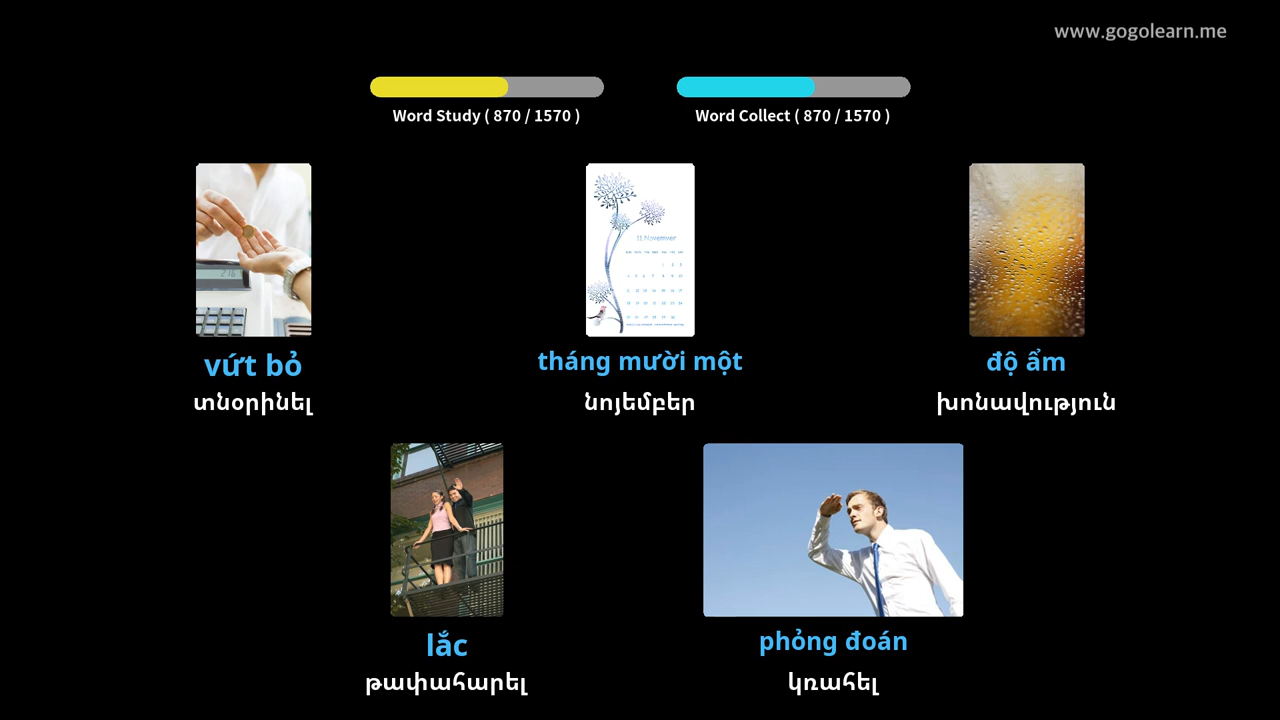 www.gogolearn.me
Word Study ( 870 / 1570 )
Word Collect ( 870 / 1570 )
vứt bỏ
տնօրինել
tháng mười một
նոյեմբեր
độ ẩm
խոնավություն
lắc
թափահարել
phỏng đoán
կռահել